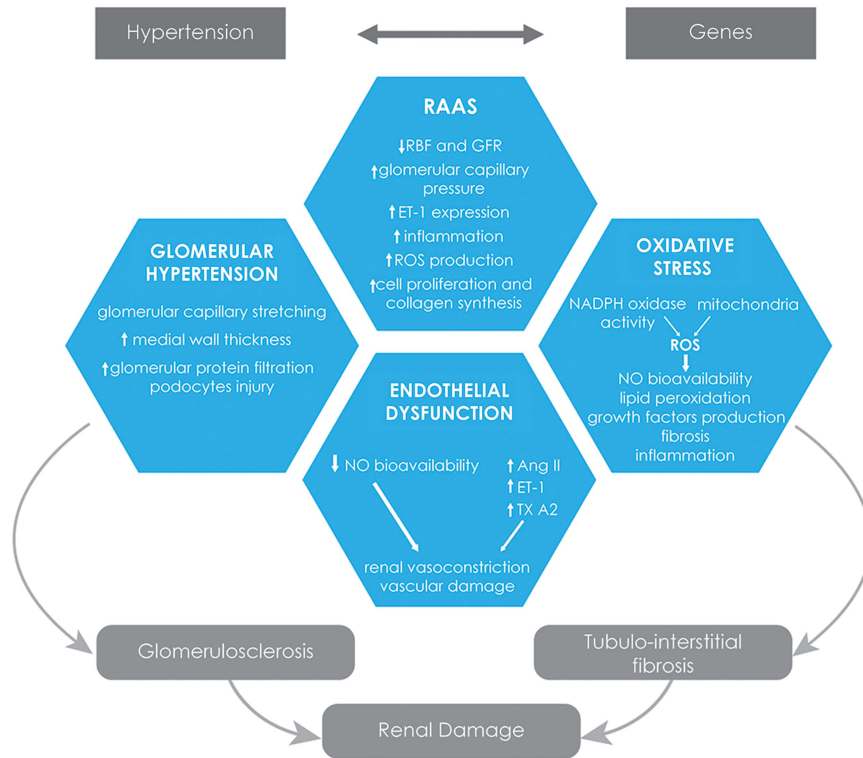 Hypertension
Genes
RAAS
↓RBF and GFR
↑glomerular capillary
pressure
↑ET-1 expression
↑inflammation
↑ROS production
↑cell proliferation and
collagen synthesis
GLOMERULAR
HYPERTENSION
glomerular capillary stretching
↑ medial wall thickness
↑glomerular protein filtration
podocytes injury
OXIDATIVE
STRESS
NADPH oxidase
activity
mitochondria
ROS
NO bioavailability
lipid peroxidation
growth factors production
fibrosis
inflammation
ENDOTHELIAL
DYSFUNCTION
↓ NO bioavailability
↑ Ang II
↑ ET-1
↑ TX A2
renal vasoconstriction
vascular damage
Glomerulosclerosis
Tubulo-interstitial
fibrosis
Renal Damage